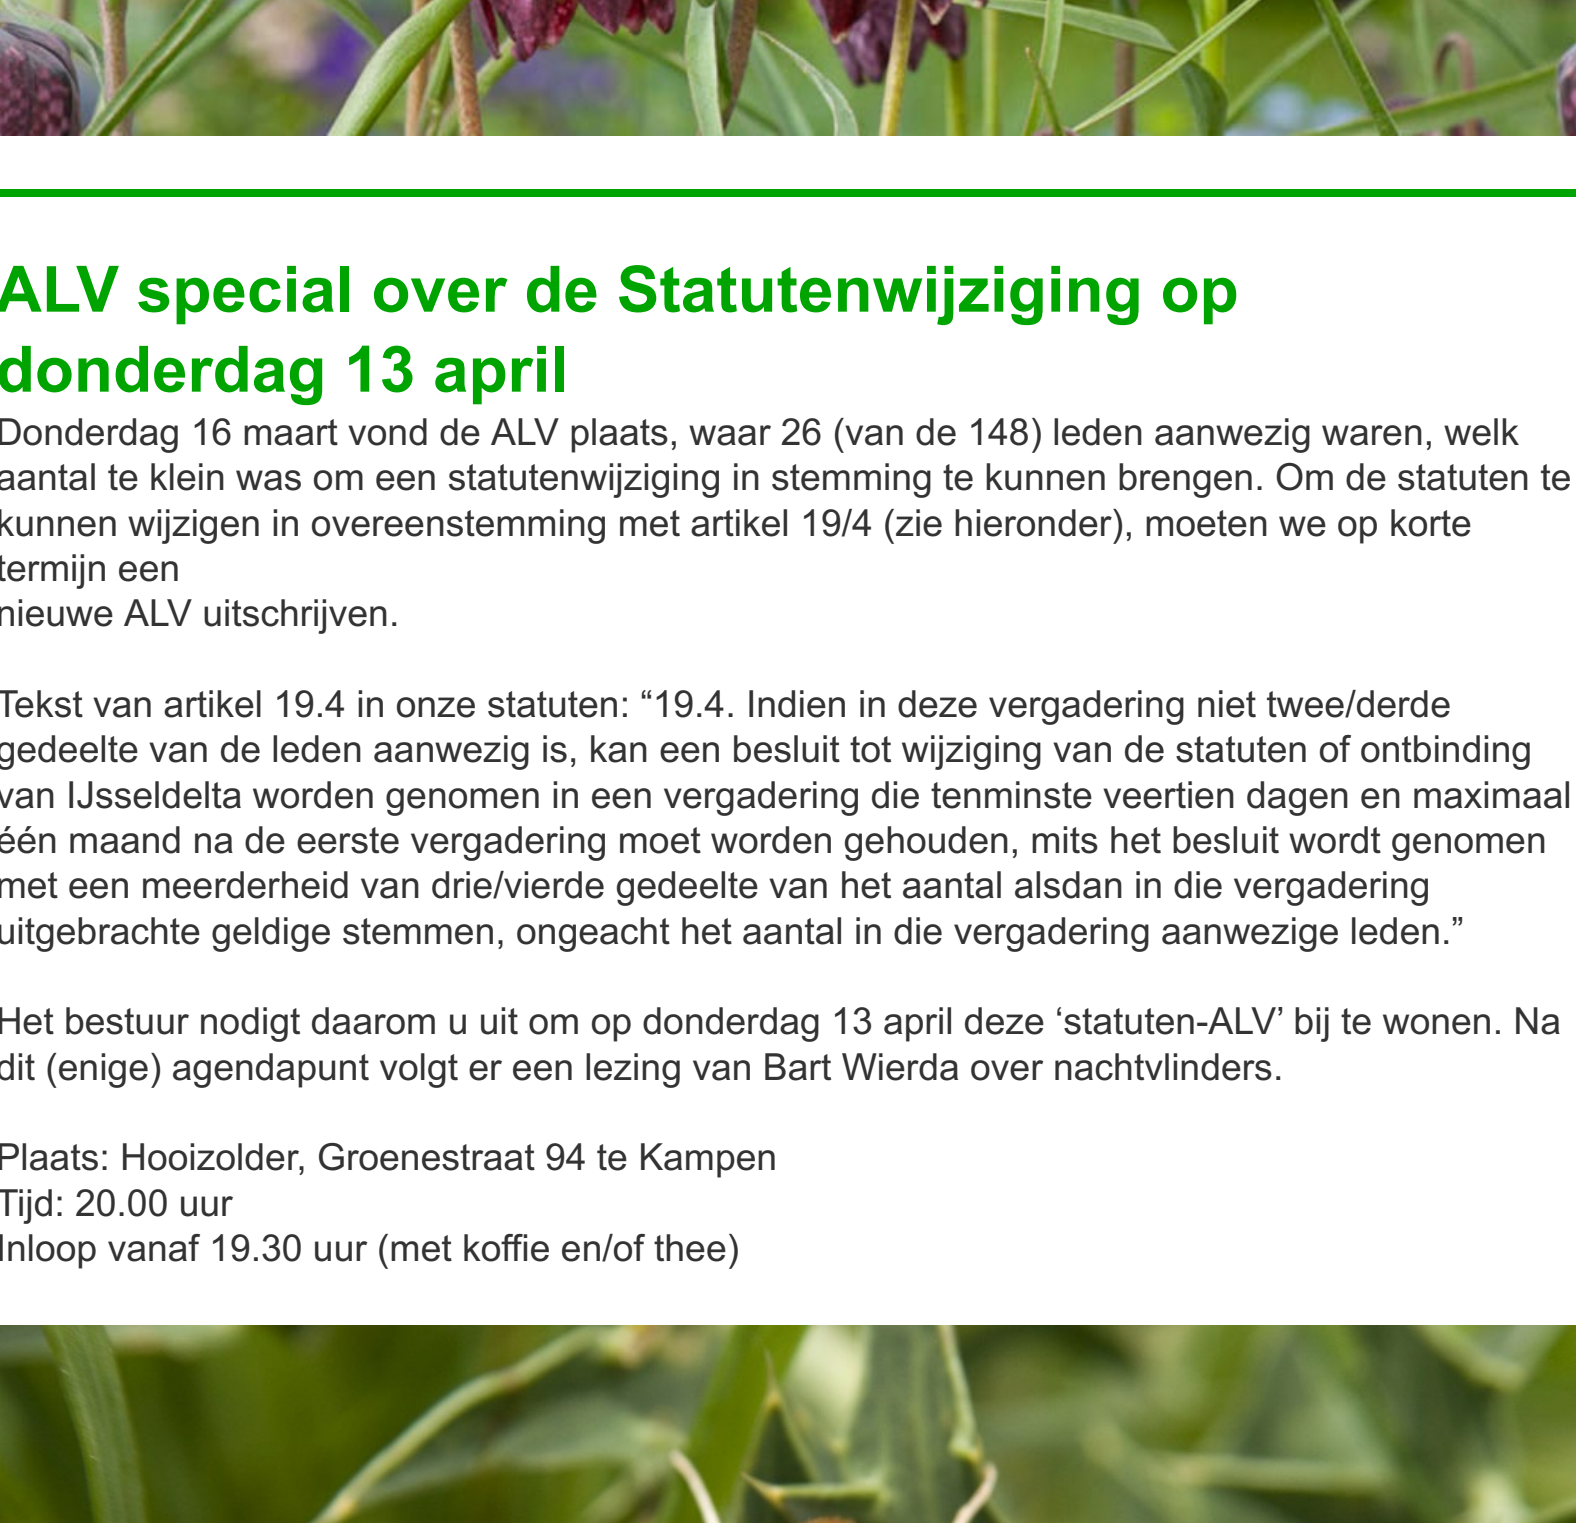 ALV special over de Statutenwijziging op
donderdag 13 april
Donderdag 16 maart vond de ALV plaats, waar 26 (van de 148) leden aanwezig waren, welk
aantal te klein was om een statutenwijziging in stemming te kunnen brengen. Om de statuten te
kunnen wijzigen in overeenstemming met artikel 19/4 (zie hieronder), moeten we op korte
termijn een
nieuwe ALV uitschrijven.
Tekst van artikel 19.4 in onze statuten: “19.4. Indien in deze vergadering niet twee/derde
gedeelte van de leden aanwezig is, kan een besluit tot wijziging van de statuten of ontbinding
van IJsseldelta worden genomen in een vergadering die tenminste veertien dagen en maximaal
één maand na de eerste vergadering moet worden gehouden, mits het besluit wordt genomen
met een meerderheid van drie/vierde gedeelte van het aantal alsdan in die vergadering
uitgebrachte geldige stemmen, ongeacht het aantal in die vergadering aanwezige leden.”
Het bestuur nodigt daarom u uit om op donderdag 13 april deze ‘statuten-ALV’ bij te wonen. Na
dit (enige) agendapunt volgt er een lezing van Bart Wierda over nachtvlinders.
Plaats: Hooizolder, Groenestraat 94 te Kampen
Tijd: 20.00 uur
Inloop vanaf 19.30 uur (met koffie en/of thee)